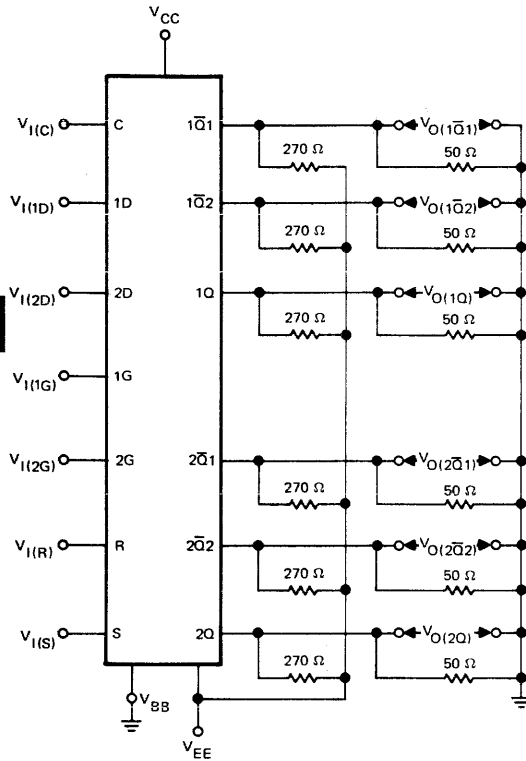 VCC
VI(C) C 1Q̅1 VO(1Q̅1)
270 Ω 50 Ω
VI(1D) 1D 1Q̅2 VO(1Q̅2)
270 Ω 50 Ω
VI(2D) 2D 1Q VO(1Q)
270 Ω 50 Ω
VI(1G) 1G
VI(2G) 2G 2Q̅1 VO(2Q̅1)
270 Ω 50 Ω
VI(R) R 2Q̅2 VO(2Q̅2)
270 Ω 50 Ω
VI(S) S 2Q VO(2Q)
270 Ω 50 Ω
VBB
VEE